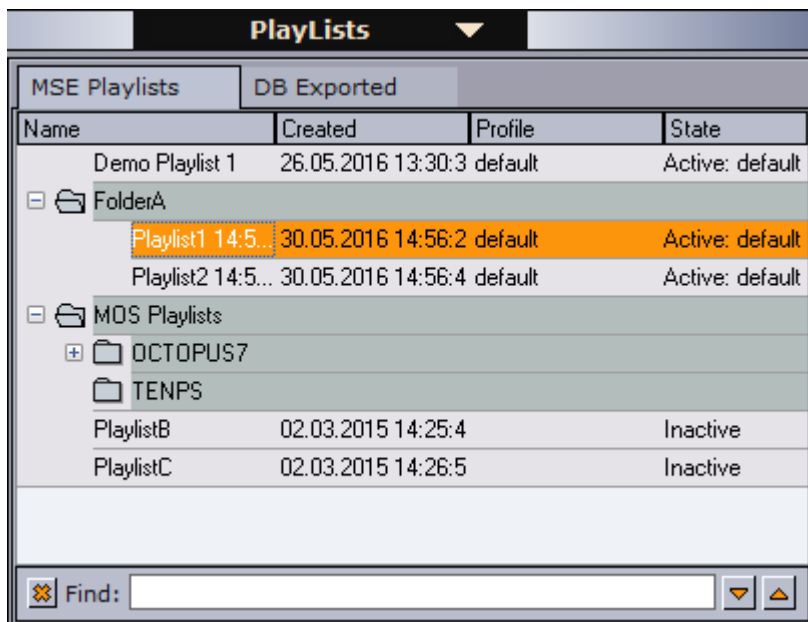 PlayLists
MSE Playlists DB Exported
Name Created Profile State
Demo Playlist 1 26.05.2016 13:30:3 default Active: default
FolderA
Playlist1 14:5... 30.05.2016 14:56:2 default Active: default
Playlist2 14:5... 30.05.2016 14:56:4 default Active: default
MOS Playlists
OCTOPUS7
TENPS
PlaylistB 02.03.2015 14:25:4 Inactive
PlaylistC 02.03.2015 14:26:5 Inactive
Find: